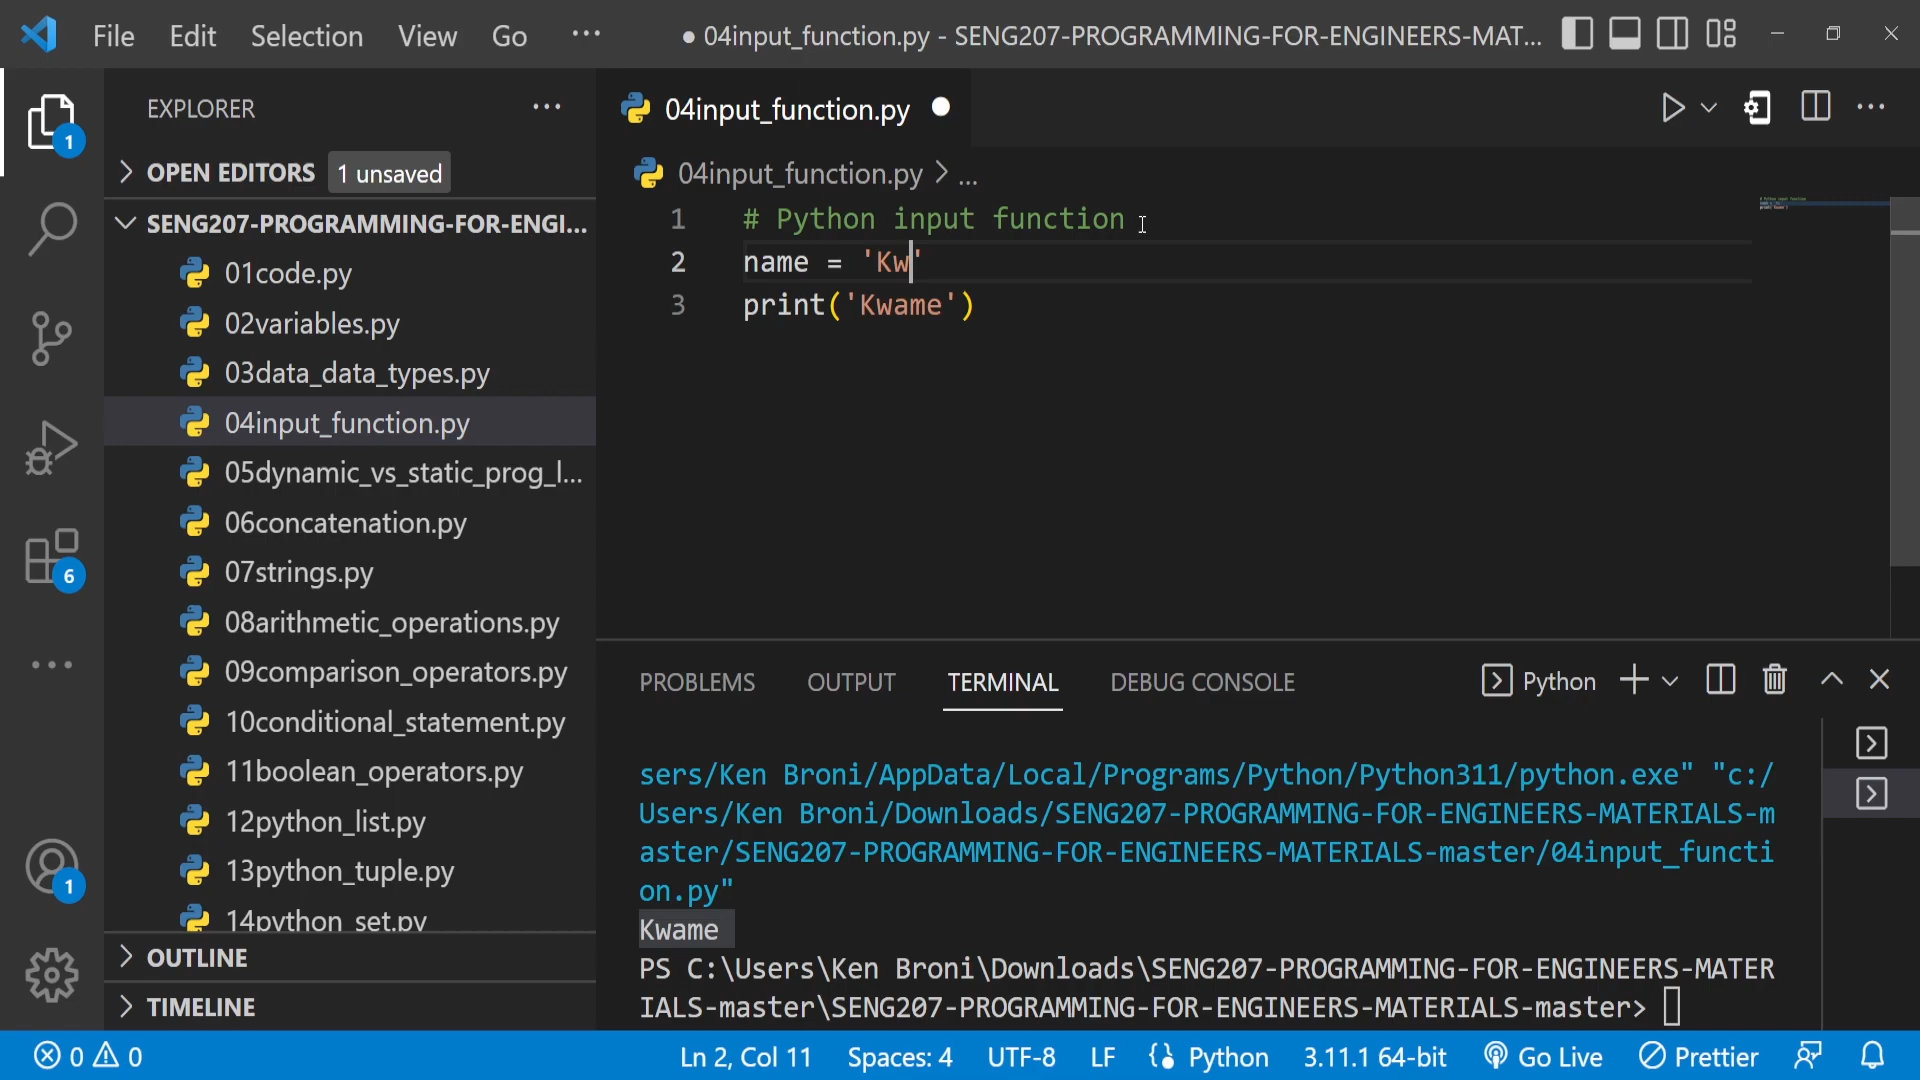 File Edit Selection View Go ··· ● 04input_function.py - SENG207-PROGRAMMING-FOR-ENGINEERS-MAT...
EXPLORER ···
1
OPEN EDITORS 1 unsaved
SENG207-PROGRAMMING-FOR-ENGI...
01code.py
02variables.py
03data_data_types.py
04input_function.py
05dynamic_vs_static_prog_l...
06concatenation.py
6
07strings.py
08arithmetic_operations.py
09comparison_operators.py
10conditional_statement.py
11boolean_operators.py
12python_list.py
13python_tuple.py
1
14python_set.py
OUTLINE
TIMELINE
04input_function.py ●
04input_function.py > ...
1 # Python input function
2 name = 'Kw'
3 print('Kwame')
PROBLEMS OUTPUT TERMINAL DEBUG CONSOLE Python
sers/Ken Broni/AppData/Local/Programs/Python/Python311/python.exe" "c:/
Users/Ken Broni/Downloads/SENG207-PROGRAMMING-FOR-ENGINEERS-MATERIALS-m
aster/SENG207-PROGRAMMING-FOR-ENGINEERS-MATERIALS-master/04input_functi
on.py"
Kwame
PS C:\Users\Ken Broni\Downloads\SENG207-PROGRAMMING-FOR-ENGINEERS-MATER
IALS-master\SENG207-PROGRAMMING-FOR-ENGINEERS-MATERIALS-master>
0 0 Ln 2, Col 11 Spaces: 4 UTF-8 LF Python 3.11.1 64-bit Go Live Prettier